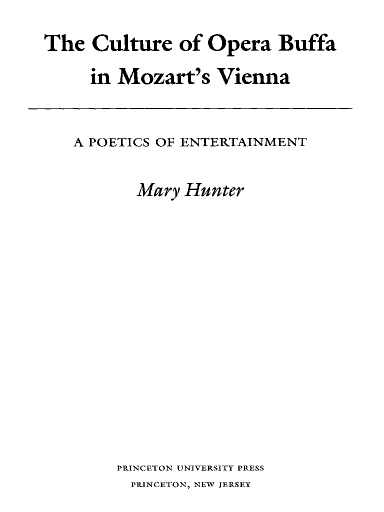 The Culture of Opera Buffa
in Mozart's Vienna
A POETICS OF ENTERTAINMENT
Mary Hunter
PRINCETON UNIVERSITY PRESS
PRINCETON, NEW JERSEY